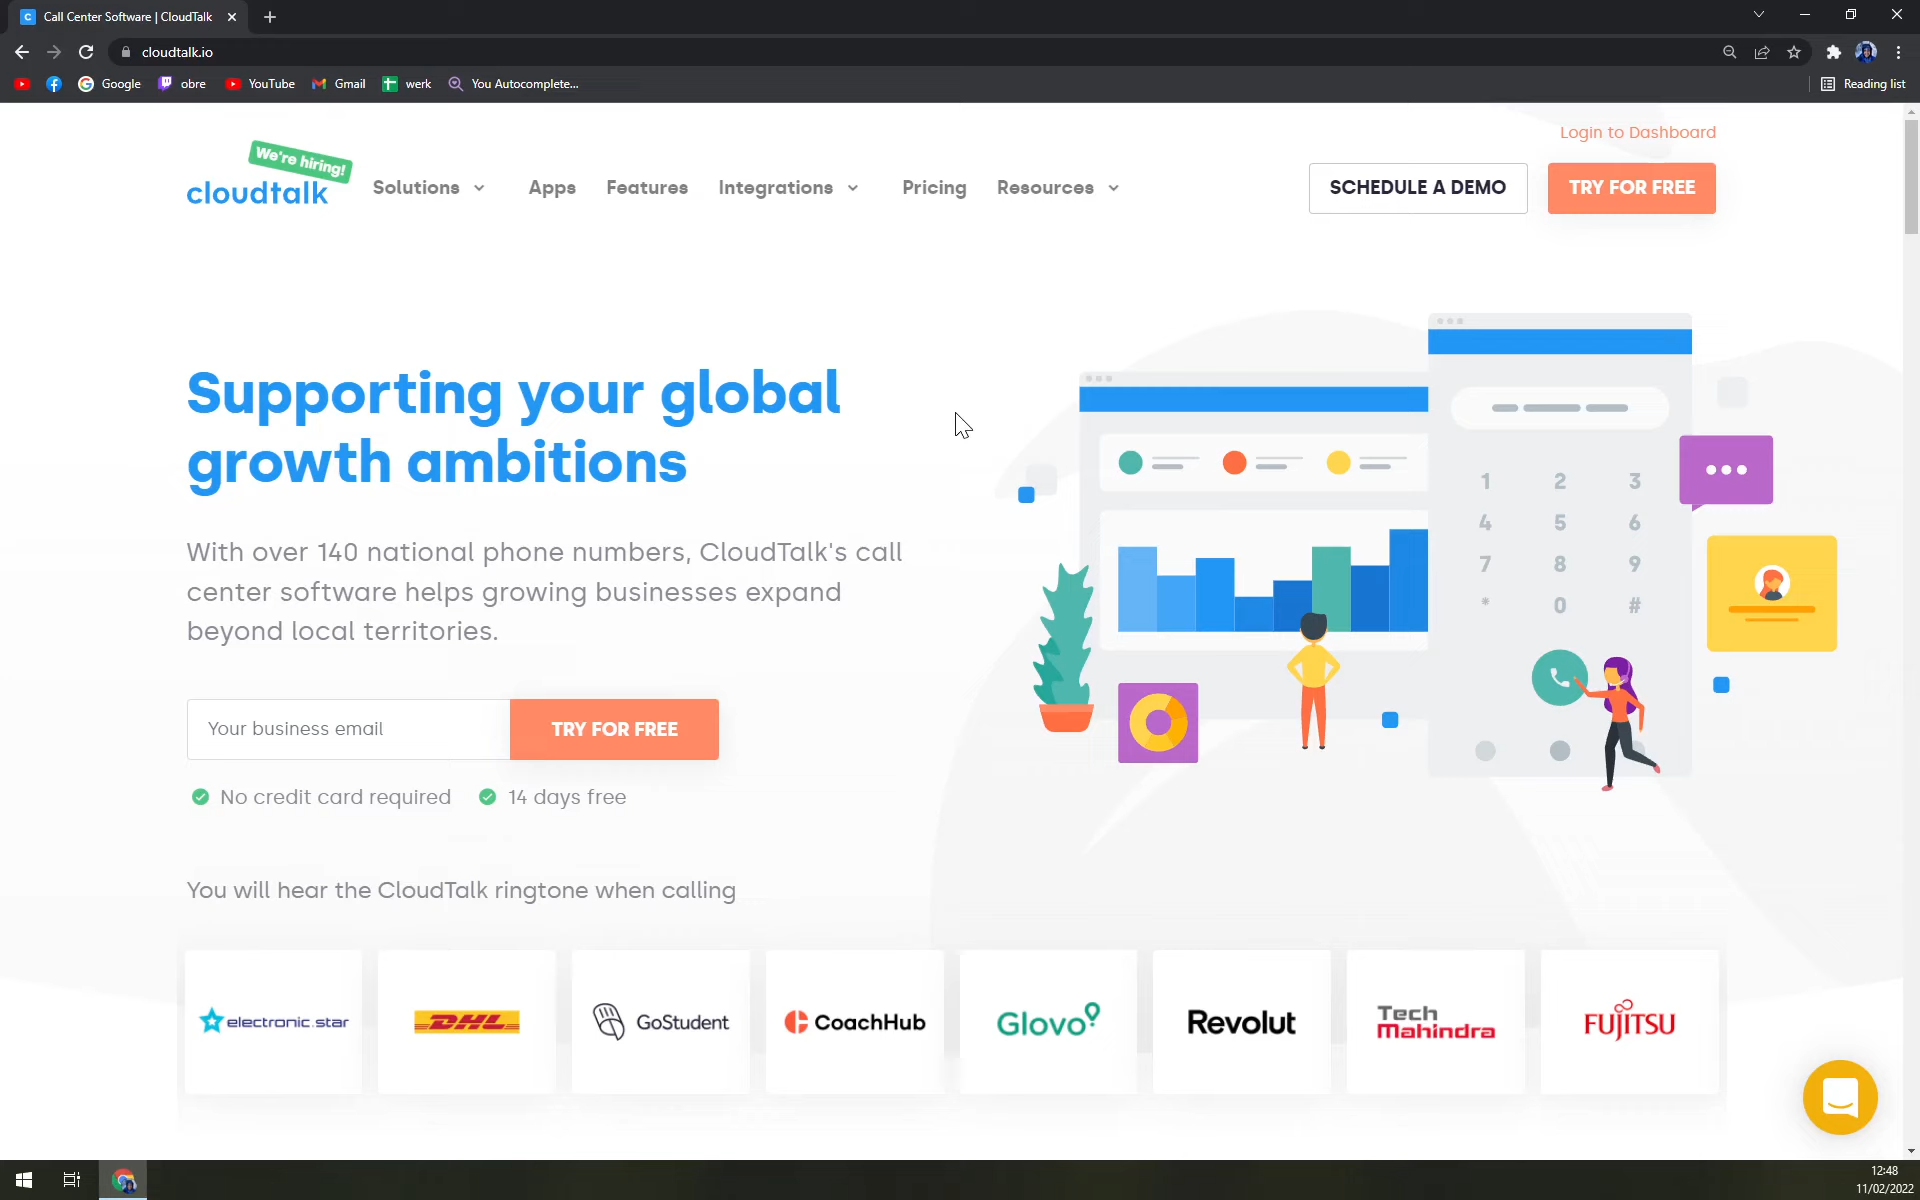 Call Center Software | CloudTalk
cloudtalk.io
Google
obre
YouTube
Gmail
werk
You Autocomplete...
Reading list
Login to Dashboard
We're hiring!
cloudtalk
Solutions
Apps
Features
Integrations
Pricing
Resources
SCHEDULE A DEMO
TRY FOR FREE
Supporting your global
growth ambitions
With over 140 national phone numbers, CloudTalk's call
center software helps growing businesses expand
beyond local territories.
Your business email
TRY FOR FREE
No credit card required
14 days free
1 2 3
4 5 6
7 8 9
* 0 #
You will hear the CloudTalk ringtone when calling
electronic.star
DHL
GoStudent
CoachHub
Glovo
Revolut
Tech
Mahindra
FUJITSU
12:48
11/02/2022